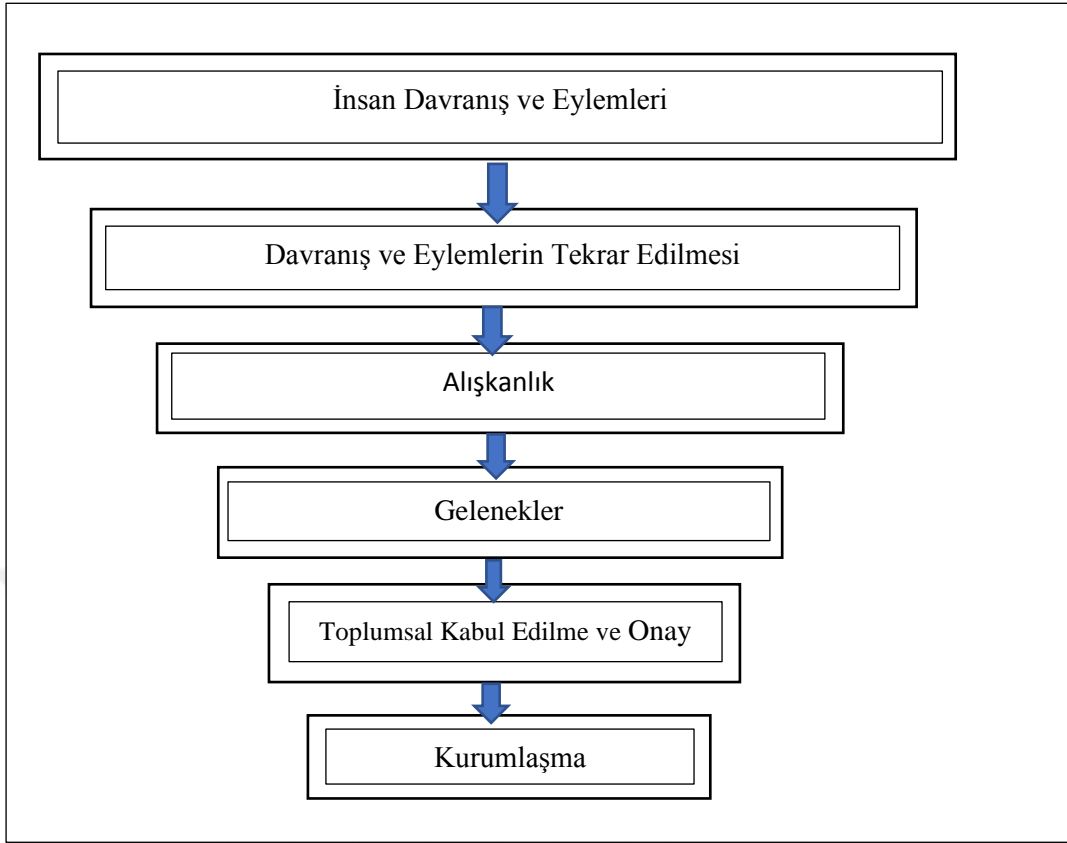 İnsan Davranış ve Eylemleri
Davranış ve Eylemlerin Tekrar Edilmesi
Alışkanlık
Gelenekler
Toplumsal Kabul Edilme ve Onay
Kurumlaşma